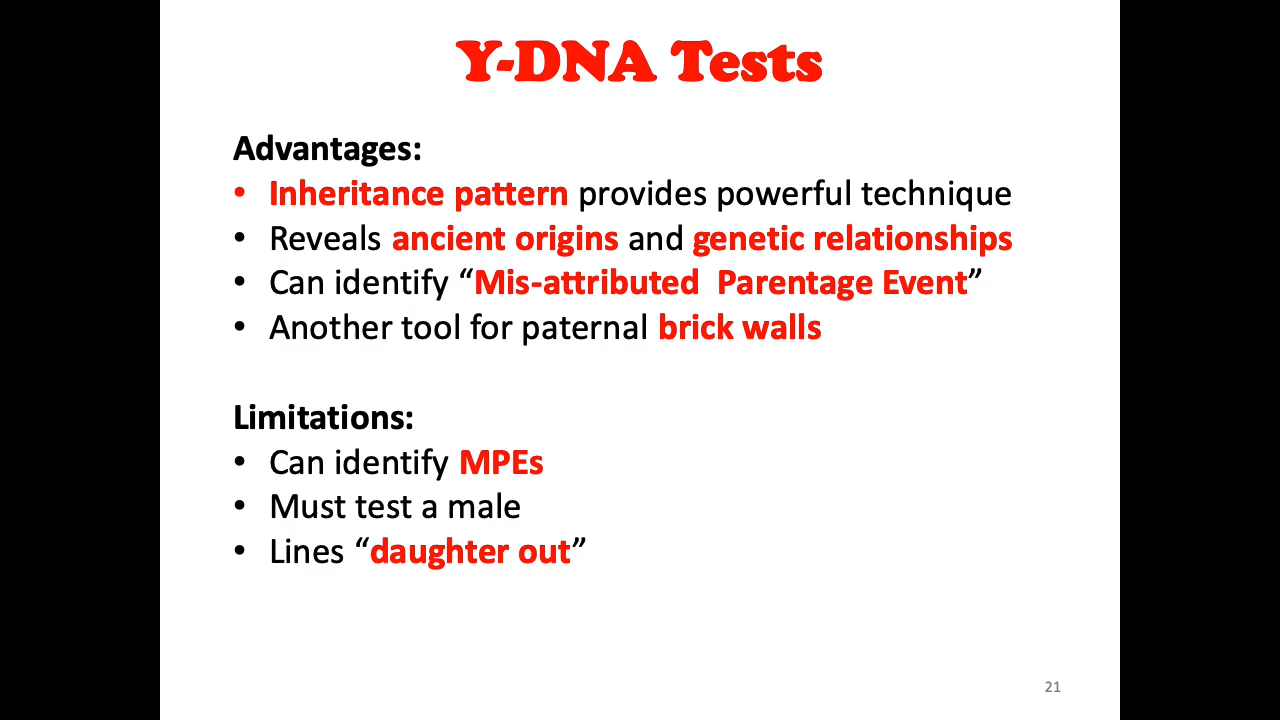 Y-DNA Tests
Advantages:
• Inheritance pattern provides powerful technique
• Reveals ancient origins and genetic relationships
• Can identify “Mis-attributed  Parentage Event”
• Another tool for paternal brick walls
Limitations:
• Can identify MPEs
• Must test a male
• Lines “daughter out”
21